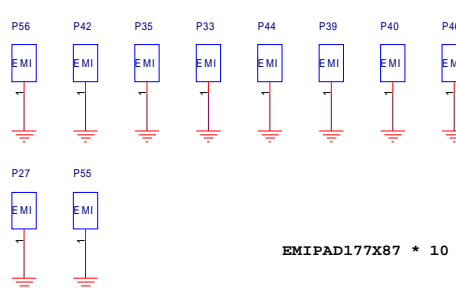 P56 P42 P35 P33 P44 P39 P40
EMI EMI EMI EMI EMI EMI EMI
1 1 1 1 1 1 1
P27 P55
EMI EMI
1 1
EMIPAD177X87 * 10